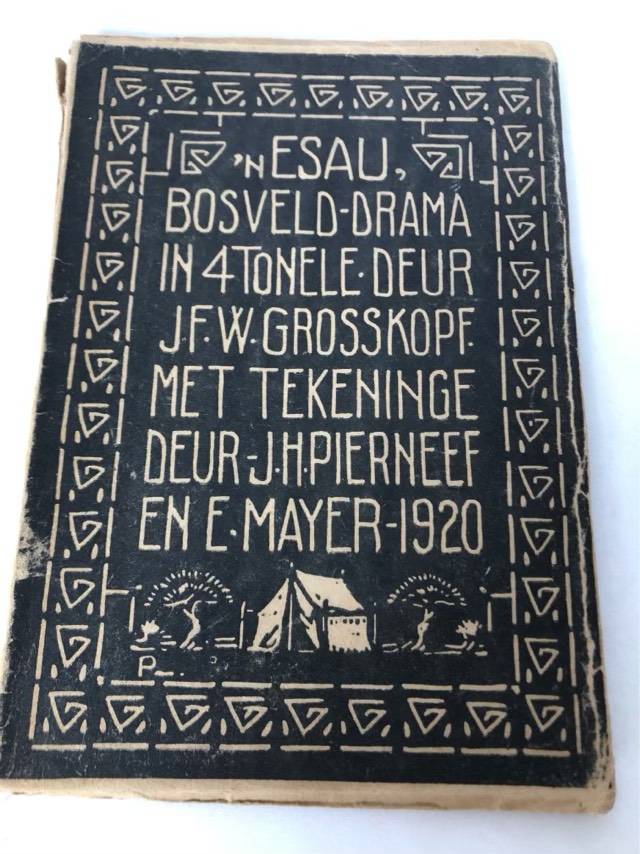 'N ESAU,
BOSVELD-DRAMA
IN 4 TONELE·DEUR
J.F.W. GROSSKOPF.
MET TEKENINGE
DEUR-J.H.PIERNEEF
EN E. MAYER-1920
P